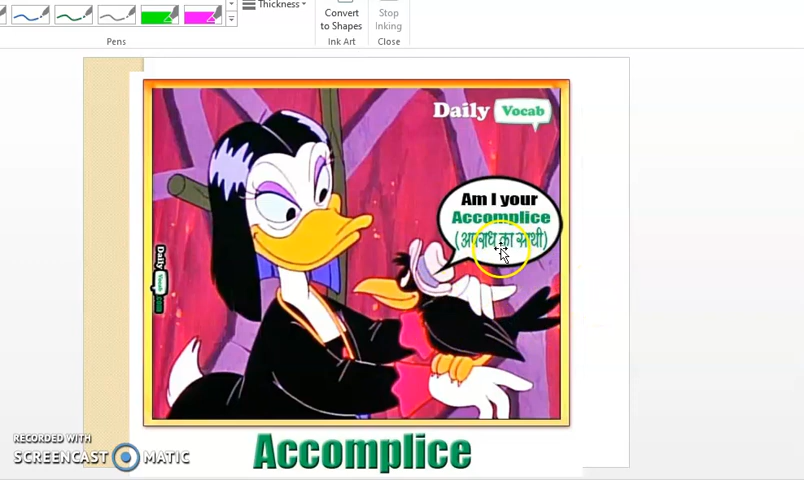 Thickness
Convert
to Shapes
Stop
Inking
Pens
Ink Art
Close
Daily Vocab
Am I your
Accomplice
(अपराध का साथी)
Daily Vocab .com
Accomplice
RECORDED WITH
SCREENCAST MATIC